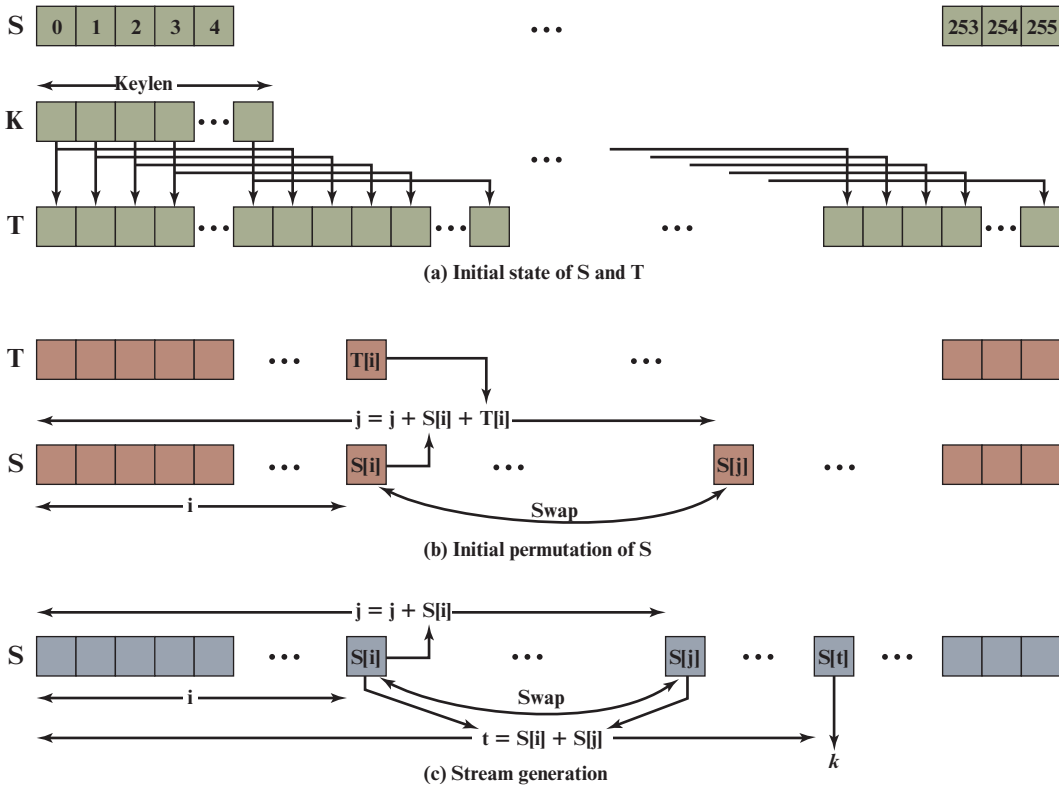 S 0 1 2 3 4 ... 253 254 255
Keylen
K ... ...
T ... ... ... ...
(a) Initial state of S and T
T ... T[i] ...
j = j + S[i] + T[i]
S ... S[i] ... S[j] ...
i Swap
(b) Initial permutation of S
j = j + S[i]
S ... S[i] ... S[j] ... S[t] ...
i Swap
t = S[i] + S[j] k
(c) Stream generation